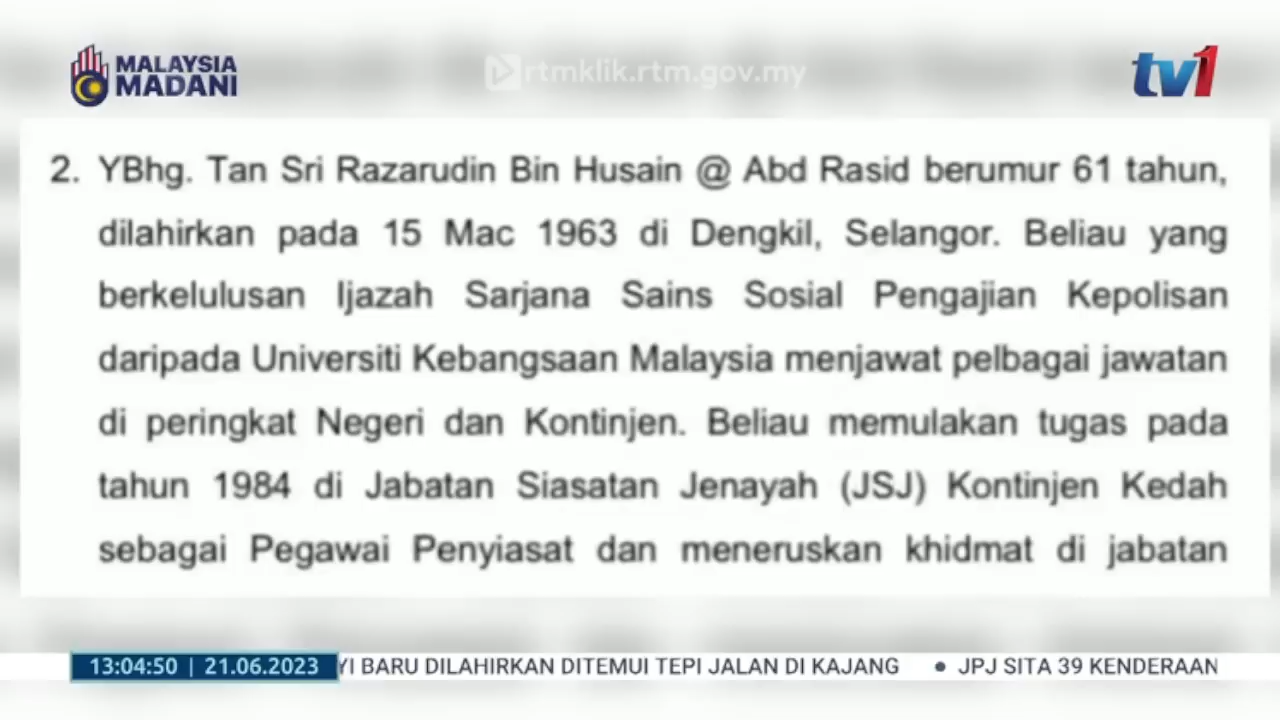 MALAYSIA
MADANI
rtmklik.rtm.gov.my
tv1
2. YBhg. Tan Sri Razarudin Bin Husain @ Abd Rasid berumur 61 tahun,
dilahirkan pada 15 Mac 1963 di Dengkil, Selangor. Beliau yang
berkelulusan Ijazah Sarjana Sains Sosial Pengajian Kepolisan
daripada Universiti Kebangsaan Malaysia menjawat pelbagai jawatan
di peringkat Negeri dan Kontinjen. Beliau memulakan tugas pada
tahun 1984 di Jabatan Siasatan Jenayah (JSJ) Kontinjen Kedah
sebagai Pegawai Penyiasat dan meneruskan khidmat di jabatan
13:04:50 | 21.06.2023 YI BARU DILAHIRKAN DITEMUI TEPI JALAN DI KAJANG • JPJ SITA 39 KENDERAAN